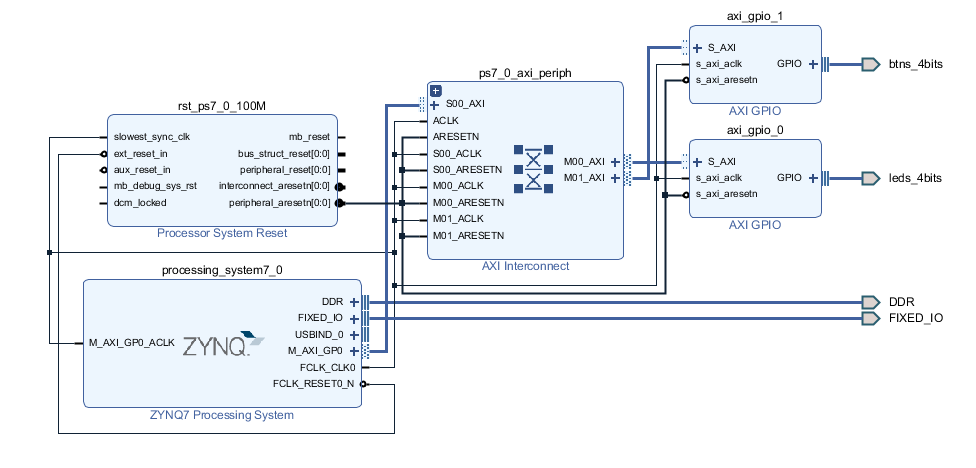 axi_gpio_1
S_AXI
s_axi_aclk
s_axi_aresetn
GPIO
AXI GPIO
btns_4bits
ps7_0_axi_periph
S00_AXI
ACLK
ARESETN
S00_ACLK
S00_ARESETN
M00_ACLK
M00_ARESETN
M01_ACLK
M01_ARESETN
M00_AXI
M01_AXI
AXI Interconnect
rst_ps7_0_100M
slowest_sync_clk
ext_reset_in
aux_reset_in
mb_debug_sys_rst
dcm_locked
mb_reset
bus_struct_reset[0:0]
peripheral_reset[0:0]
interconnect_aresetn[0:0]
peripheral_aresetn[0:0]
Processor System Reset
axi_gpio_0
S_AXI
s_axi_aclk
s_axi_aresetn
GPIO
AXI GPIO
leds_4bits
processing_system7_0
M_AXI_GP0_ACLK
ZYNQ
DDR
FIXED_IO
USBIND_0
M_AXI_GP0
FCLK_CLK0
FCLK_RESET0_N
ZYNQ7 Processing System
DDR
FIXED_IO